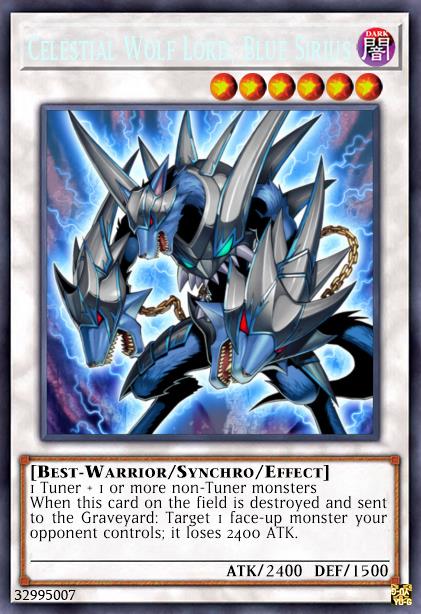 Celestial Wolf Lord, Blue Sirius
DARK
闇
[Best-Warrior/Synchro/Effect]
1 Tuner + 1 or more non-Tuner monsters
When this card on the field is destroyed and sent
to the Graveyard: Target 1 face-up monster your
opponent controls; it loses 2400 ATK.
ATK/2400 DEF/1500
32995007